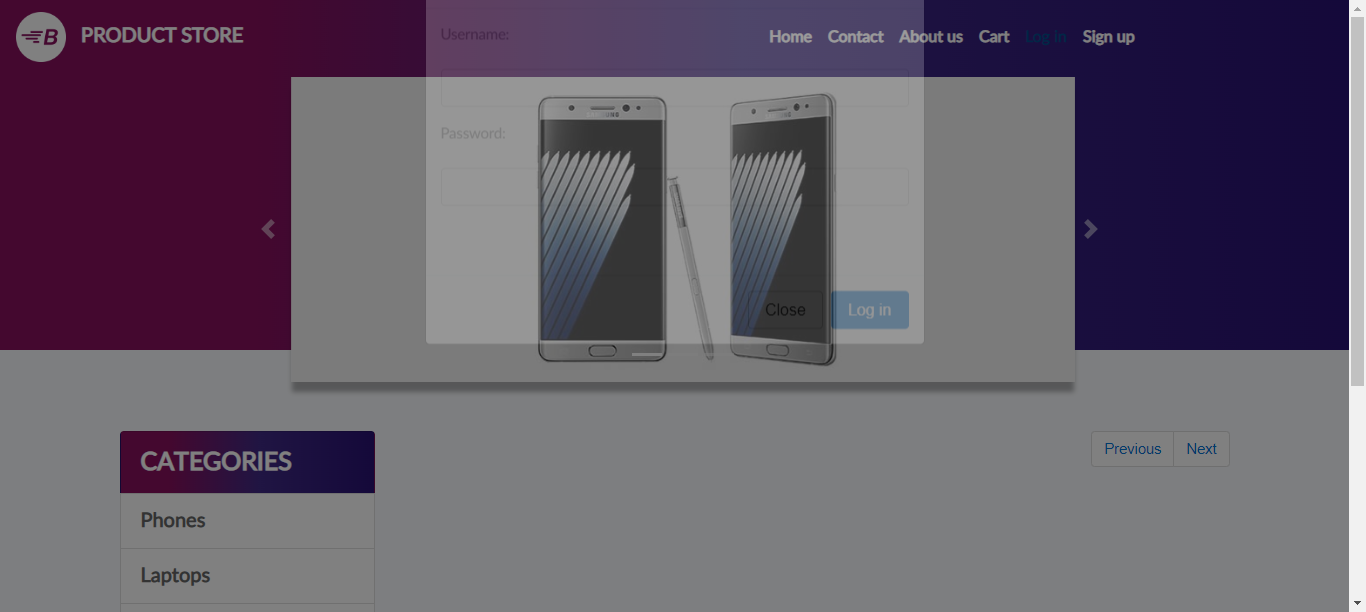 B PRODUCT STORE Home Contact About us Cart Log in Sign up
Username:
SAMSUNG
Password:
Close Log in
CATEGORIES
Previous Next
Phones
Laptops